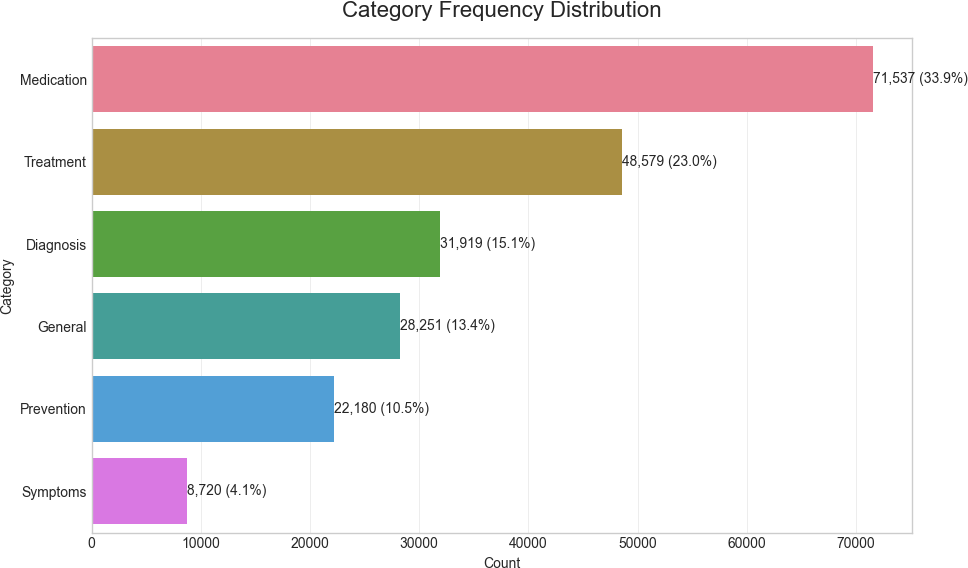 Category Frequency Distribution
Category
Medication
71,537 (33.9%)
Treatment
48,579 (23.0%)
Diagnosis
31,919 (15.1%)
General
28,251 (13.4%)
Prevention
22,180 (10.5%)
Symptoms
8,720 (4.1%)
0 10000 20000 30000 40000 50000 60000 70000
Count